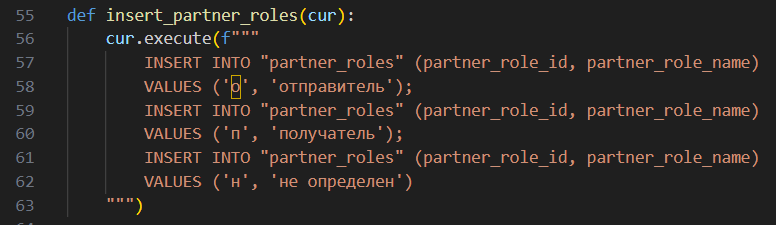 55 def insert_partner_roles(cur):
56 cur.execute(f"""
57 INSERT INTO "partner_roles" (partner_role_id, partner_role_name)
58 VALUES ('о', 'отправитель');
59 INSERT INTO "partner_roles" (partner_role_id, partner_role_name)
60 VALUES ('п', 'получатель');
61 INSERT INTO "partner_roles" (partner_role_id, partner_role_name)
62 VALUES ('н', 'не определен')
63 """)